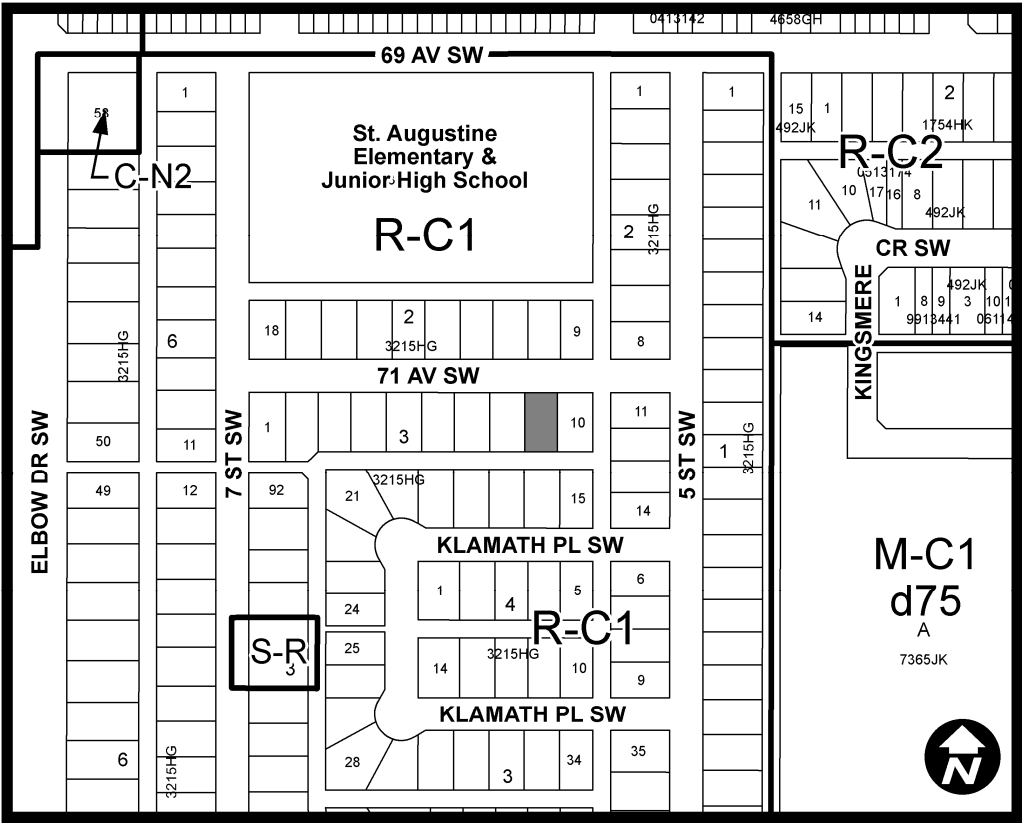 0413142
4658GH
69 AV SW
58
C-N2
1
St. Augustine
Elementary &
Junior High School
c
R-C1
1
2
3215HG
8
1
15
1
492JK
2
1754HK
R-C2
0513174
11
10
17
16
8
492JK
CR SW
KINGSMERE
14
492JK
1
8
9
3
10
1
9913441
06114
3215HG
6
18
2
3215HG
9
71 AV SW
50
11
1
3
10
11
1
3215HG
ELBOW DR SW
7 ST SW
5 ST SW
49
12
92
21
3215HG
15
14
KLAMATH PL SW
M-C1
d75
A
7365JK
24
1
4
5
6
R-C1
S-R
3
25
14
3215HG
10
9
KLAMATH PL SW
6
3215HG
28
3
34
35
N